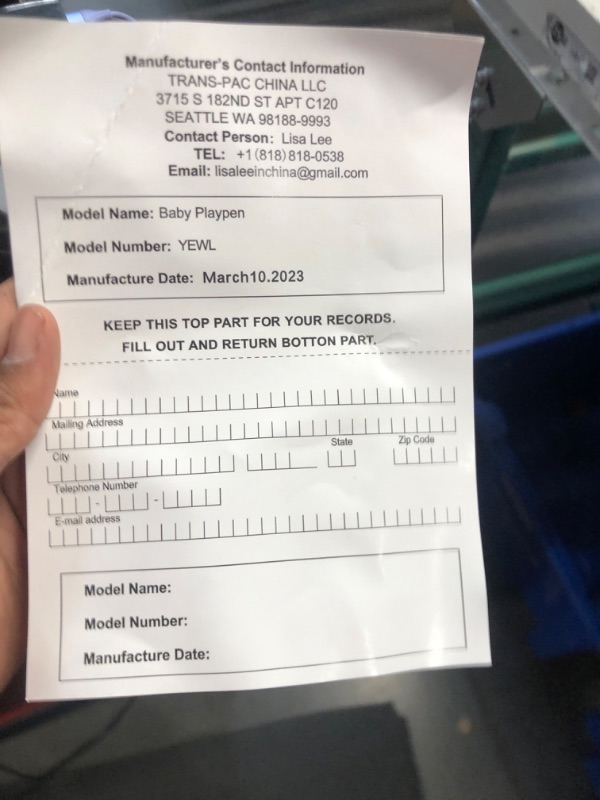 Manufacturer's Contact Information
TRANS-PAC CHINA LLC
3715 S 182ND ST APT C120
SEATTLE WA 98188-9993
Contact Person: Lisa Lee
TEL: +1(818)818-0538
Email: lisaleeinchina@gmail.com
Model Name: Baby Playpen
Model Number: YEWL
Manufacture Date: March10.2023
KEEP THIS TOP PART FOR YOUR RECORDS.
FILL OUT AND RETURN BOTTON PART.
Name
Mailing Address
City State Zip Code
Telephone Number
E-mail address
Model Name:
Model Number:
Manufacture Date: